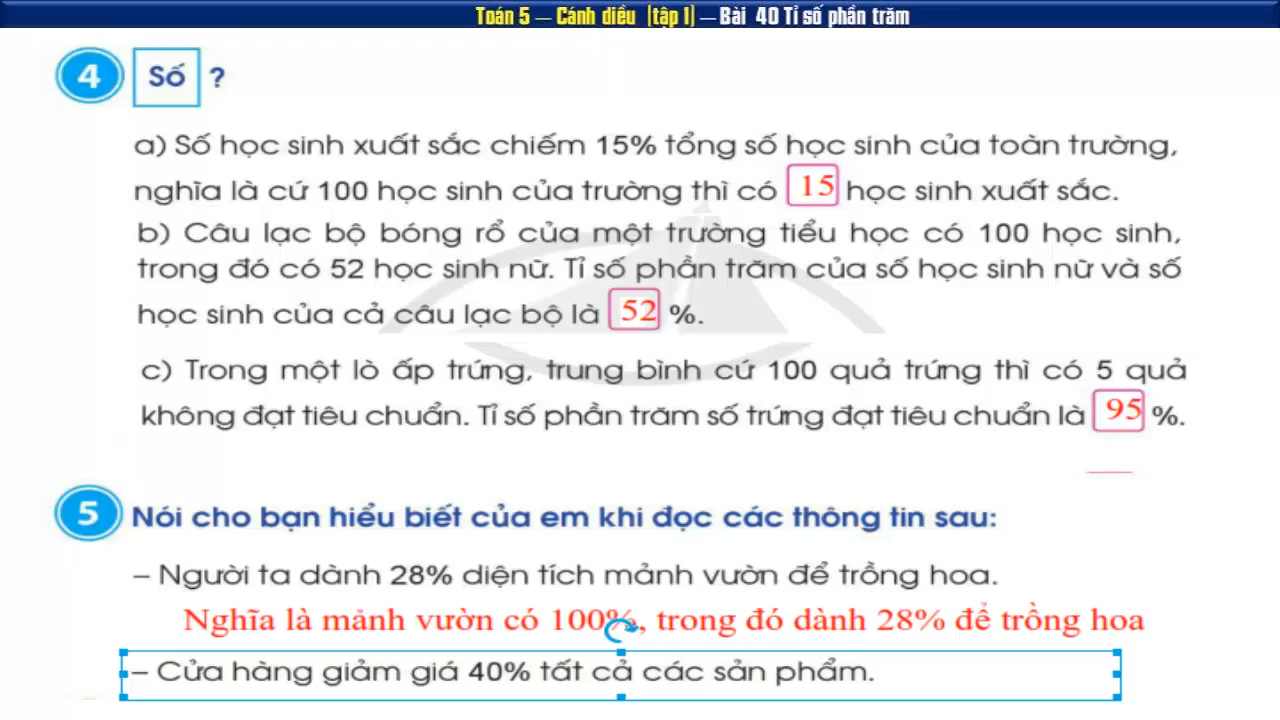 Toán 5 – Cánh diều (tập 1) – Bài 40 Tỉ số phần trăm
4 Số ?
a) Số học sinh xuất sắc chiếm 15% tổng số học sinh của toàn trường,
nghĩa là cứ 100 học sinh của trường thì có 15 học sinh xuất sắc.
b) Câu lạc bộ bóng rổ của một trường tiểu học có 100 học sinh,
trong đó có 52 học sinh nữ. Tỉ số phần trăm của số học sinh nữ và số
học sinh của cả câu lạc bộ là 52 %.
c) Trong một lò ấp trứng, trung bình cứ 100 quả trứng thì có 5 quả
không đạt tiêu chuẩn. Tỉ số phần trăm số trứng đạt tiêu chuẩn là 95 %.
5 Nói cho bạn hiểu biết của em khi đọc các thông tin sau:
– Người ta dành 28% diện tích mảnh vườn để trồng hoa.
Nghĩa là mảnh vườn có 100%, trong đó dành 28% để trồng hoa
– Cửa hàng giảm giá 40% tất cả các sản phẩm.